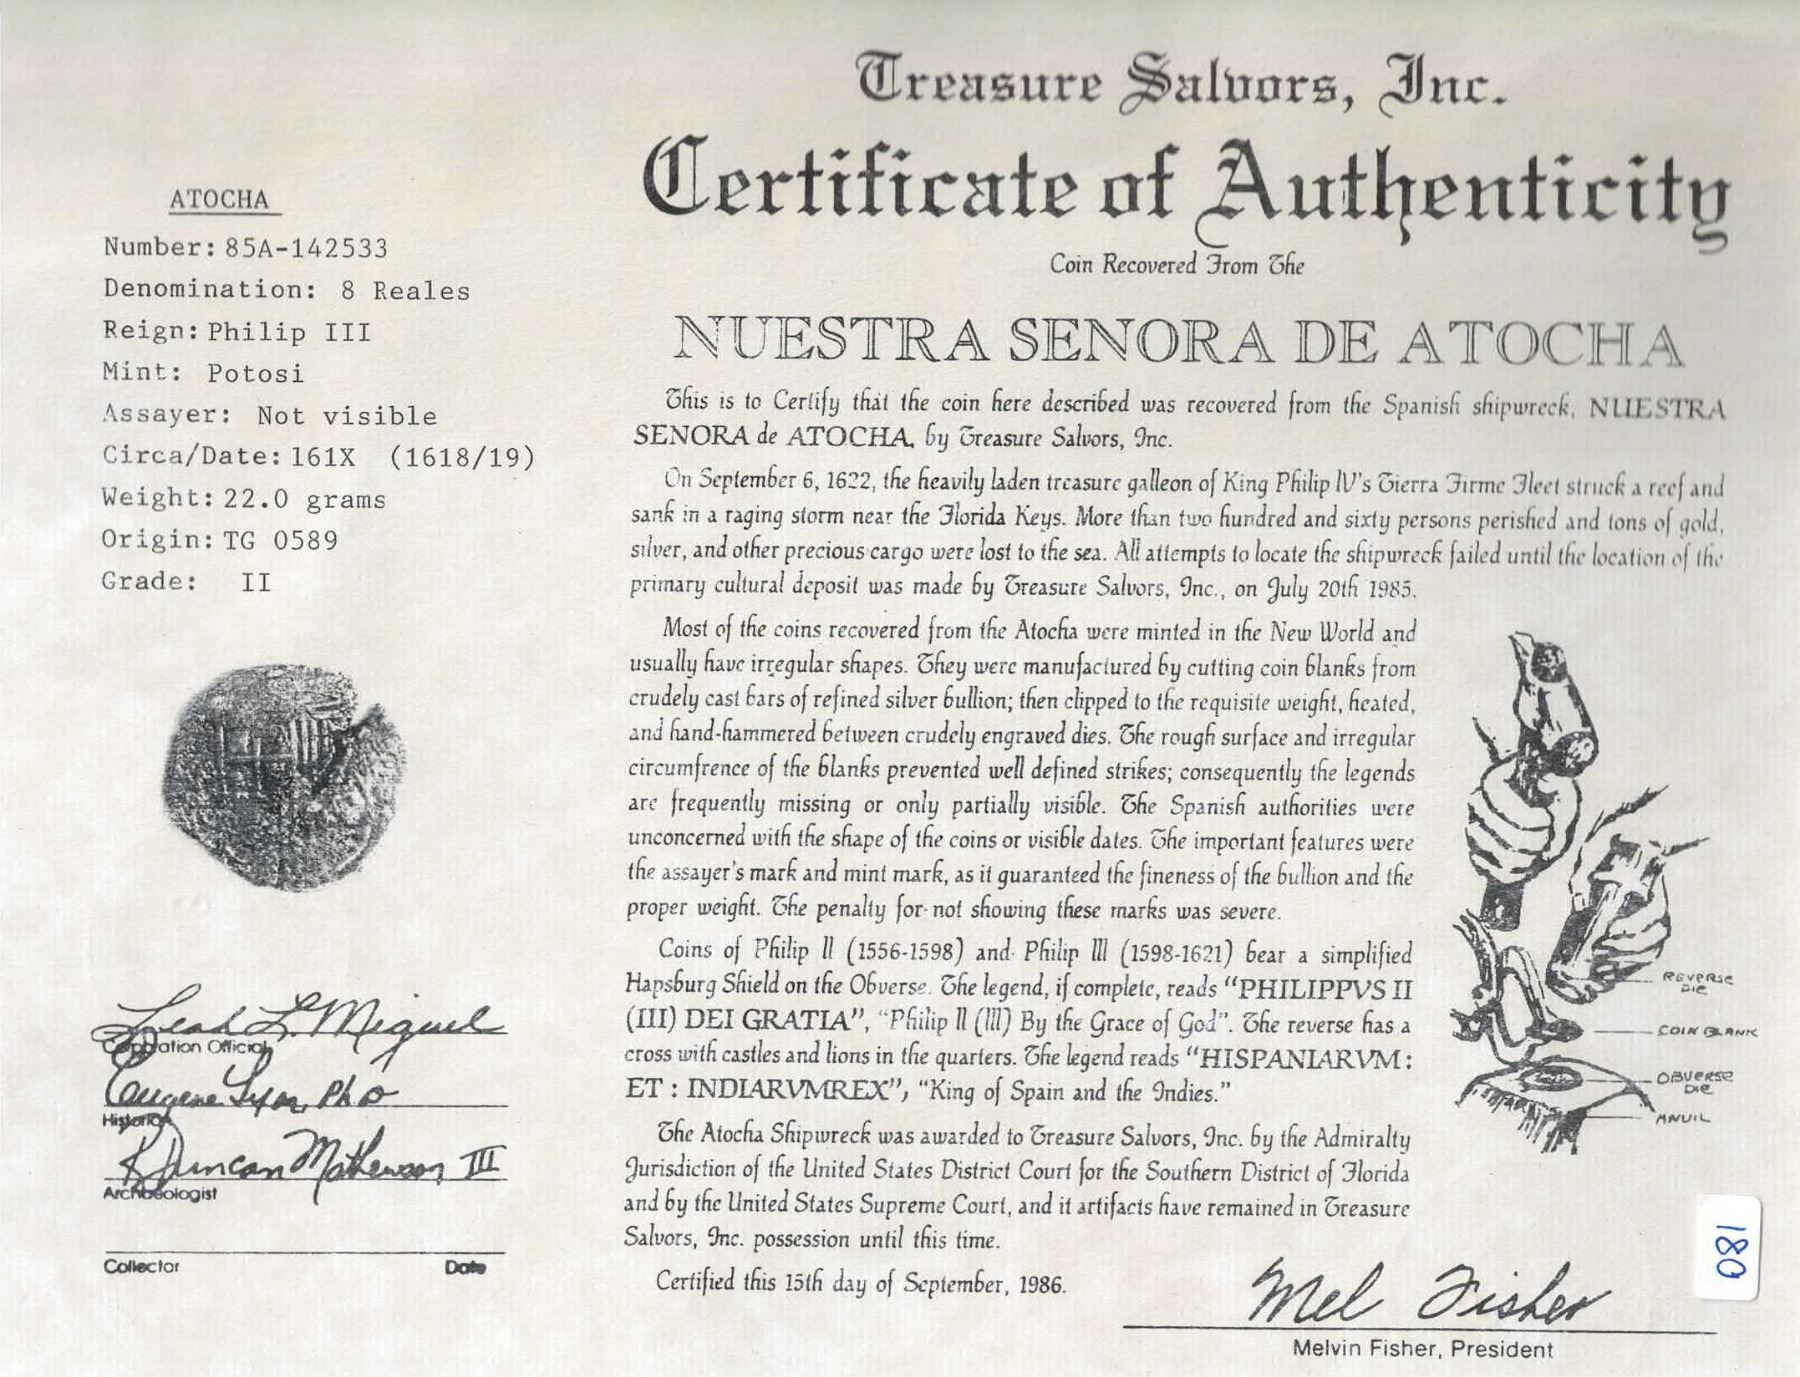 Treasure Salvors, Inc.
Certificate of Authenticity
Coin Recovered From The
NUESTRA SENORA DE ATOCHA
ATOCHA
Number: 85A-142533
Denomination: 8 Reales
Reign: Philip III
Mint: Potosi
Assayer: Not visible
Circa/Date: 161X (1618/19)
Weight: 22.0 grams
Origin: TG 0589
Grade: II
Leah L. Miguel
Corporation Official
Eugene Lyon, PhD
Historian
R Duncan Mathewson III
Archaeologist
Collector Date
This is to Certify that the coin here described was recovered from the Spanish shipwreck, NUESTRA
SENORA de ATOCHA, by Treasure Salvors, Inc.
On September 6, 1622, the heavily laden treasure galleon of King Philip IV's Tierra Firme Fleet struck a reef and
sank in a raging storm near the Florida Keys. More than two hundred and sixty persons perished and tons of gold,
silver, and other precious cargo were lost to the sea. All attempts to locate the shipwreck failed until the location of the
primary cultural deposit was made by Treasure Salvors, Inc., on July 20th 1985.
Most of the coins recovered from the Atocha were minted in the New World and
usually have irregular shapes. They were manufactured by cutting coin blanks from
crudely cast bars of refined silver bullion; then clipped to the requisite weight, heated,
and hand-hammered between crudely engraved dies. The rough surface and irregular
circumfrence of the blanks prevented well defined strikes; consequently the legends
are frequently missing or only partially visible. The Spanish authorities were
unconcerned with the shape of the coins or visible dates. The important features were
the assayer's mark and mint mark, as it guaranteed the fineness of the bullion and the
proper weight. The penalty for not showing these marks was severe.
Coins of Philip II (1556-1598) and Philip III (1598-1621) bear a simplified
Hapsburg Shield on the Obverse. The legend, if complete, reads "PHILIPPVS II
(III) DEI GRATIA", "Philip II (III) By the Grace of God". The reverse has a
cross with castles and lions in the quarters. The legend reads "HISPANIARVM :
ET : INDIARVMREX", "King of Spain and the Indies."
The Atocha Shipwreck was awarded to Treasure Salvors, Inc. by the Admiralty
Jurisdiction of the United States District Court for the Southern District of Florida
and by the United States Supreme Court, and it artifacts have remained in Treasure
Salvors, Inc. possession until this time.
Certified this 15th day of September, 1986.
REVERSE
DIE
COIN BLANK
OBVERSE
DIE
ANVIL
180
Mel Fisher
Melvin Fisher, President